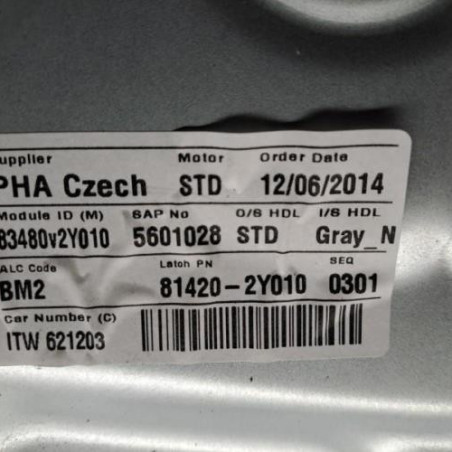 upplier Motor Order Date
PHA Czech STD 12/06/2014
Module ID (M) SAP No O/S HDL I/S HDL
83480v2Y010 5601028 STD Gray_N
ALC Code Latch PN SEQ
BM2 81420-2Y010 0301
Car Number (C)
ITW 621203